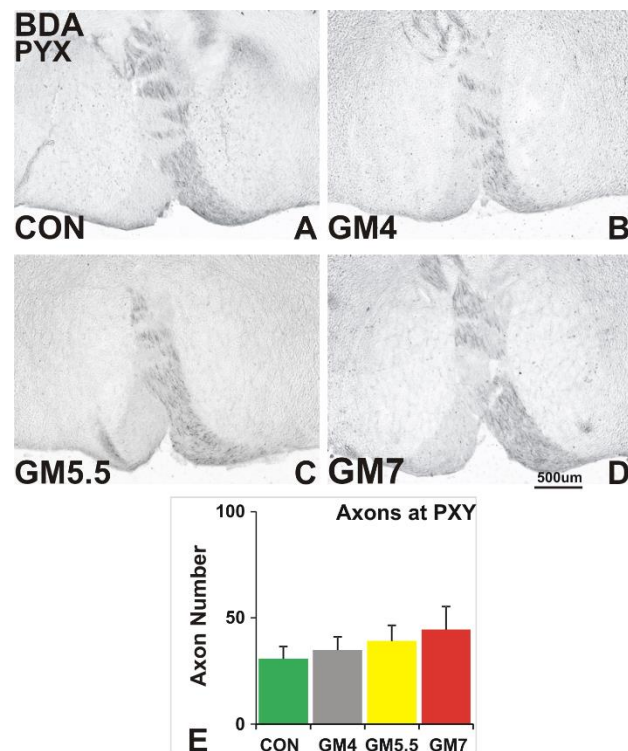 BDA
PYX
CON A
GM4 B
GM5.5 C
GM7 D
500um
Axons at PXY
Axon Number
100
50
0
E
CON GM4 GM5.5 GM7